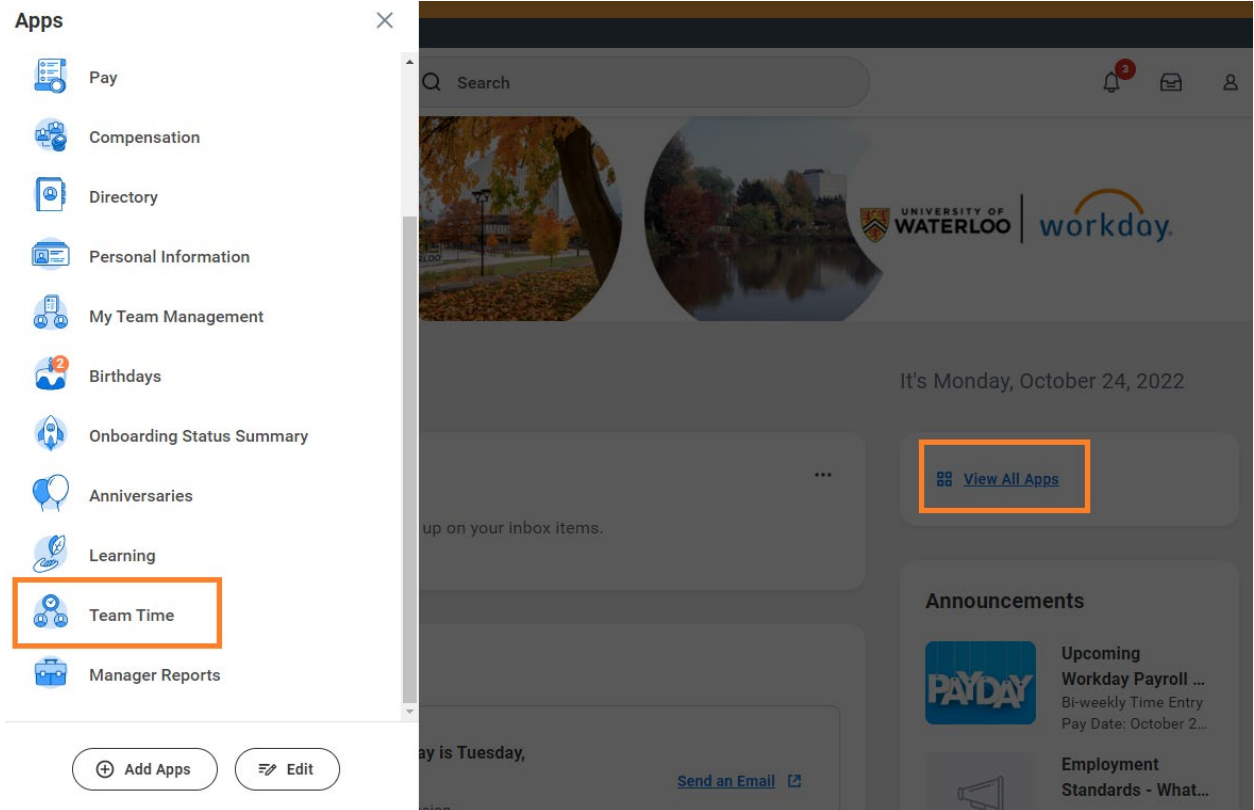 Apps
Pay
Compensation
Directory
Personal Information
My Team Management
2
Birthdays
Onboarding Status Summary
Anniversaries
Learning
Team Time
Manager Reports
Add Apps
Edit
Search
3
UNIVERSITY OF
WATERLOO
workday.
It's Monday, October 24, 2022
View All Apps
up on your inbox items.
Announcements
PAYDAY
Upcoming
Workday Payroll ...
Bi-weekly Time Entry
Pay Date: October 2...
ay is Tuesday,
Send an Email
Employment
Standards - What...